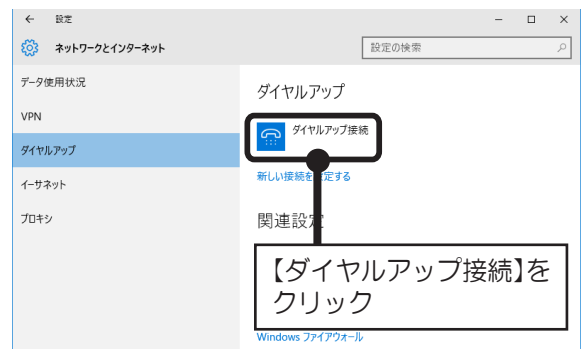 設定
ネットワークとインターネット
設定の検索
データ使用状況
VPN
ダイヤルアップ
イーサネット
プロキシ
ダイヤルアップ
ダイヤルアップ接続
新しい接続を定する
関連設
【ダイヤルアップ接続】を
クリック
Windows ファイアウォール